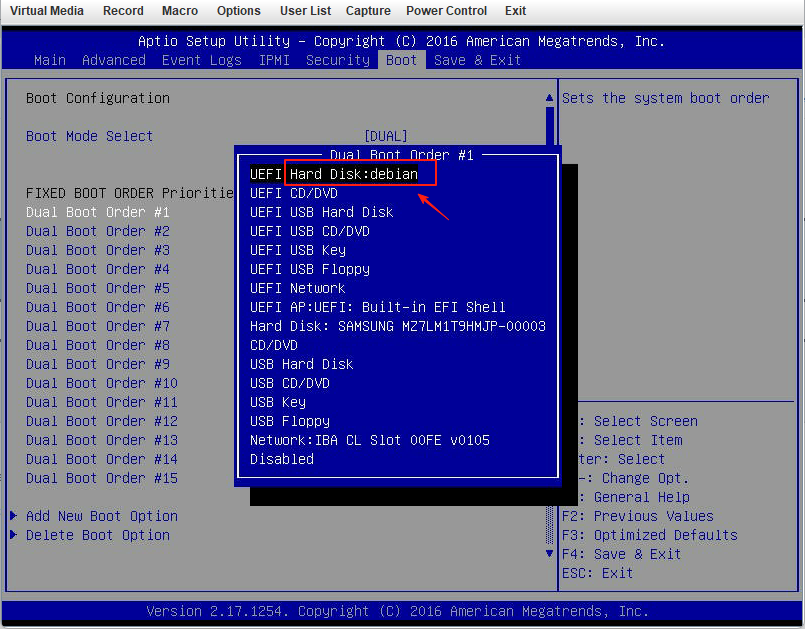 Virtual Media Record Macro Options User List Capture Power Control Exit
Aptio Setup Utility – Copyright (C) 2016 American Megatrends, Inc.
Main Advanced Event Logs IPMI Security Boot Save & Exit
Boot Configuration
Boot Mode Select [DUAL]
FIXED BOOT ORDER Prioritie
Dual Boot Order #1
Dual Boot Order #2
Dual Boot Order #3
Dual Boot Order #4
Dual Boot Order #5
Dual Boot Order #6
Dual Boot Order #7
Dual Boot Order #8
Dual Boot Order #9
Dual Boot Order #10
Dual Boot Order #11
Dual Boot Order #12
Dual Boot Order #13
Dual Boot Order #14
Dual Boot Order #15
Add New Boot Option
Delete Boot Option
Dual Boot Order #1
UEFI Hard Disk:debian
UEFI CD/DVD
UEFI USB Hard Disk
UEFI USB CD/DVD
UEFI USB Key
UEFI USB Floppy
UEFI Network
UEFI AP:UEFI: Built-in EFI Shell
Hard Disk: SAMSUNG MZ7LM1T9HMJP-00003
CD/DVD
USB Hard Disk
USB CD/DVD
USB Key
USB Floppy
Network:IBA CL Slot 00FE v0105
Disabled
Sets the system boot order
: Select Screen
: Select Item
ter: Select
-: Change Opt.
: General Help
F2: Previous Values
F3: Optimized Defaults
F4: Save & Exit
ESC: Exit
Version 2.17.1254. Copyright (C) 2016 American Megatrends, Inc.